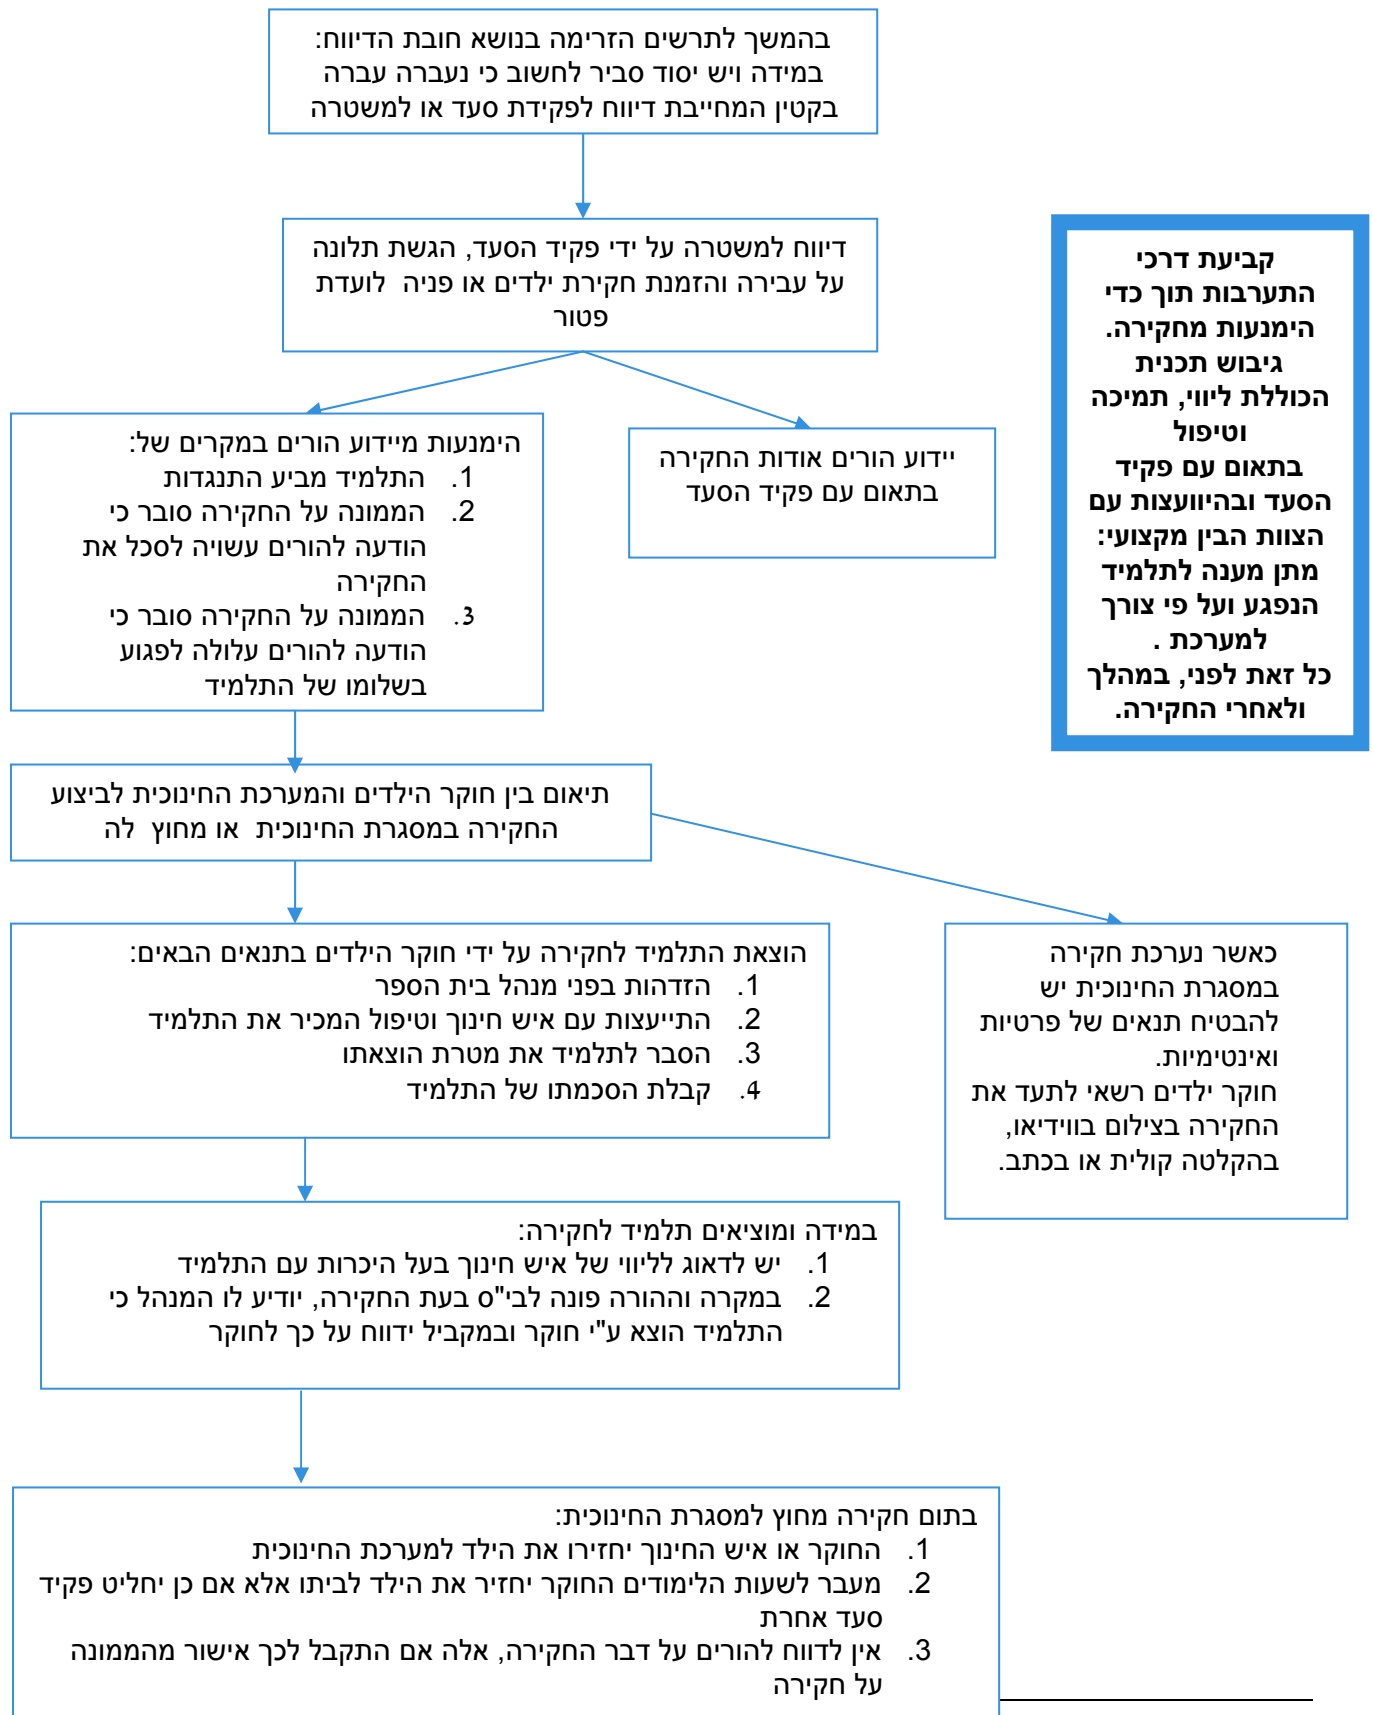 בהמשך לתרשים הזרימה בנושא חובת הדיווח:
במידה ויש יסוד סביר לחשוב כי נעברה עברה
בקטין המחייבת דיווח לפקידת סעד או למשטרה
דיווח למשטרה על ידי פקיד הסעד, הגשת תלונה
על עבירה והזמנת חקירת ילדים או פניה לועדת
פטור
קביעת דרכי
התערבות תוך כדי
הימנעות מחקירה.
גיבוש תכנית
הכוללת ליווי, תמיכה
וטיפול
בתאום עם פקיד
הסעד ובהיוועצות עם
הצוות הבין מקצועי:
מתן מענה לתלמיד
הנפגע ועל פי צורך
למערכת .
כל זאת לפני, במהלך
ולאחרי החקירה.
יידוע הורים אודות החקירה
בתאום עם פקיד הסעד
הימנעות מיידוע הורים במקרים של:
1. התלמיד מביע התנגדות
2. הממונה על החקירה סובר כי
הודעה להורים עשויה לסכל את
החקירה
3. הממונה על החקירה סובר כי
הודעה להורים עלולה לפגוע
בשלומו של התלמיד
תיאום בין חוקר הילדים והמערכת החינוכית לביצוע
החקירה במסגרת החינוכית או מחוץ לה
כאשר נערכת חקירה
במסגרת החינוכית יש
להבטיח תנאים של פרטיות
ואינטימיות.
חוקר ילדים רשאי לתעד את
החקירה בצילום בווידיאו,
בהקלטה קולית או בכתב.
הוצאת התלמיד לחקירה על ידי חוקר הילדים בתנאים הבאים:
1. הזדהות בפני מנהל בית הספר
2. התייעצות עם איש חינוך וטיפול המכיר את התלמיד
3. הסבר לתלמיד את מטרת הוצאתו
4. קבלת הסכמתו של התלמיד
במידה ומוציאים תלמיד לחקירה:
1. יש לדאוג לליווי של איש חינוך בעל היכרות עם התלמיד
2. במקרה וההורה פונה לבי"ס בעת החקירה, יודיע לו המנהל כי
התלמיד הוצא ע"י חוקר ובמקביל ידווח על כך לחוקר
בתום חקירה מחוץ למסגרת החינוכית:
1. החוקר או איש החינוך יחזירו את הילד למערכת החינוכית
2. מעבר לשעות הלימודים החוקר יחזיר את הילד לביתו אלא אם כן יחליט פקיד
סעד אחרת
3. אין לדווח להורים על דבר החקירה, אלה אם התקבל לכך אישור מהממונה
על חקירה